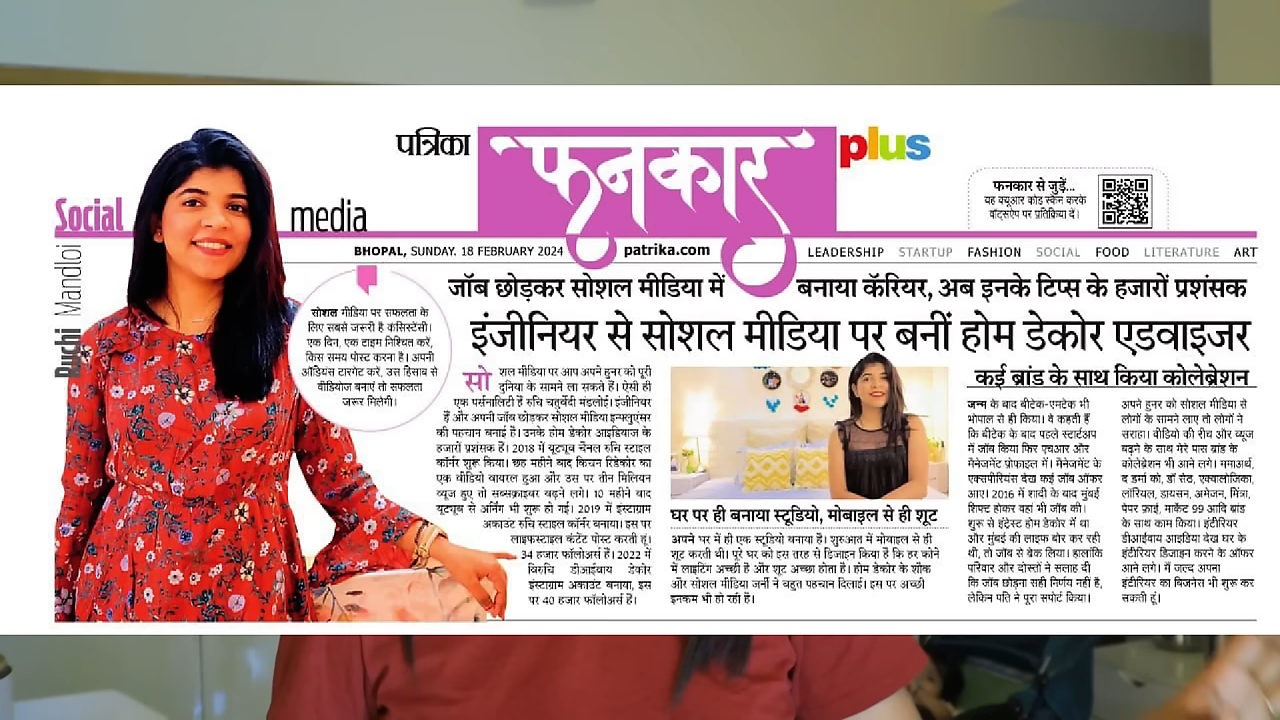 पत्रिका
फनकार
plus
Social
media
Ruchi Mandloi
फनकार से जुड़ें...
यह क्यूआर कोड स्कैन करके
वॉट्सऐप पर प्रतिक्रिया दें।
BHOPAL, SUNDAY. 18 FEBRUARY 2024
patrika.com
LEADERSHIP STARTUP FASHION SOCIAL FOOD LITERATURE ART
जॉब छोड़कर सोशल मीडिया में बनाया कॅरियर, अब इनके टिप्स के हजारों प्रशंसक
इंजीनियर से सोशल मीडिया पर बनीं होम डेकोर एडवाइजर
सोशल मीडिया पर सफलता के
लिए सबसे जरूरी है कंसिस्टेंसी।
एक दिन, एक टाइम निश्चित करें,
किस समय पोस्ट करना है। अपनी
ऑडियंस टारगेट करें, उस हिसाब से
वीडियोज बनाएं तो सफलता
जरूर मिलेगी।
सोशल मीडिया पर आप अपने हुनर को पूरी
दुनिया के सामने ला सकते हैं। ऐसी ही
एक पर्सनालिटी हैं रुचि चतुर्वेदी मंडलोई। इंजीनियर
हैं और अपनी जॉब छोड़कर सोशल मीडिया इन्फ्लुएंसर
की पहचान बनाई है। उनके होम डेकोर आइडियाज के
हजारों प्रशंसक हैं। 2018 में यूट्यूब चैनल रुचि स्टाइल
कॉर्नर शुरू किया। छह महीने बाद किचन रिडेकोर का
एक वीडियो वायरल हुआ और उस पर तीन मिलियन
व्यूज हुए तो सब्सक्राइबर बढ़ने लगे। 10 महीने बाद
यूट्यूब से अर्निंग भी शुरू हो गई। 2019 में इंस्टाग्राम
अकाउंट रुचि स्टाइल कॉर्नर बनाया। इस पर
लाइफस्टाइल कंटेंट पोस्ट करती हूं।
34 हजार फॉलोअर्स हैं। 2022 में
विरुचि डीआईवाय डेकोर
इंस्टाग्राम अकाउंट बनाया, इस
पर 40 हजार फॉलोअर्स हैं।
घर पर ही बनाया स्टूडियो, मोबाइल से ही शूट
अपने घर में ही एक स्टूडियो बनाया है। शुरुआत में मोबाइल से ही
शूट करती थी। पूरे घर को इस तरह से डिजाइन किया है कि हर कोने
में लाइटिंग अच्छी है और शूट अच्छा होता है। होम डेकोर के शौक
और सोशल मीडिया जर्नी ने बहुत पहचान दिलाई। इस पर अच्छी
इनकम भी हो रही है।
कई ब्रांड के साथ किया कोलेब्रेशन
जन्म के बाद बीटेक-एमटेक भी
भोपाल से ही किया। वे कहती हैं
कि बीटेक के बाद पहले स्टार्टअप
में जॉब किया फिर एचआर और
मैनेजमेंट प्रोफाइल में। मैनेजमेंट के
एक्सपीरियंस देख कई जॉब ऑफर
आए। 2016 में शादी के बाद मुंबई
शिफ्ट होकर वहां भी जॉब की।
शुरू से इंटेस्ट होम डेकोर में था
और मुंबई की लाइफ बोर कर रही
थी, तो जॉब से ब्रेक लिया। हालांकि
परिवार और दोस्तों ने सलाह दी
कि जॉब छोड़ना सही निर्णय नहीं है,
लेकिन पति ने पूरा सपोर्ट किया।
अपने हुनर को सोशल मीडिया से
लोगों के सामने लाए तो लोगों ने
सराहा। वीडियो की रीच और व्यूज
बढ़ने के साथ मेरे पास ब्रांड के
कोलेब्रेशन भी आने लगे। ममाअर्थ,
द डर्मा को, डॉ सेठ, एक्वालोजिका,
लॉरियल, डायसन, अमेजन, मिंत्रा,
पेपर फ्राई, मार्केट 99 आदि ब्रांड
के साथ काम किया। इंटीरियर
डीआईवाय आइडिया देख घर के
इंटीरियर डिजाइन करने के ऑफर
आने लगे। मैं जल्द अपना
इंटीरियर का बिजनेस भी शुरू कर
सकती हूं।